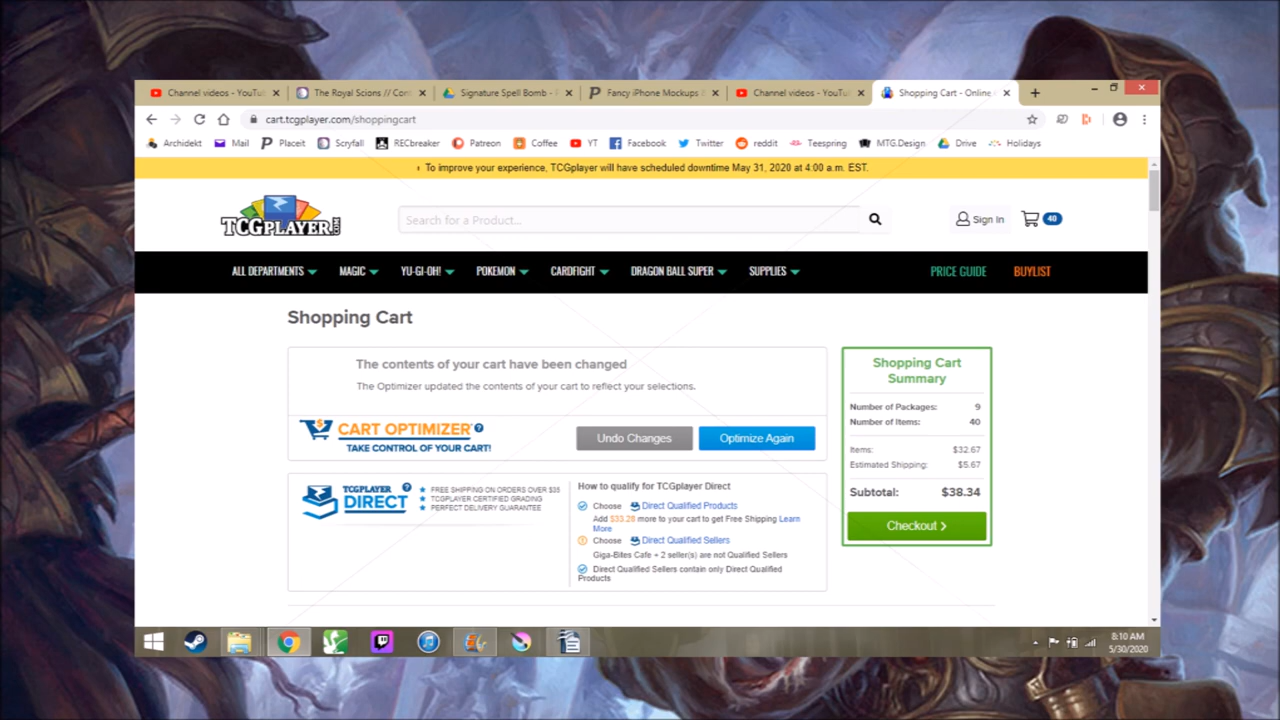 Channel videos - YouTu
The Royal Scions // Com
Signature Spell Bomb -
Fancy iPhone Mockups &
Channel videos - YouTu
Shopping Cart - Online
cart.tcgplayer.com/shoppingcart
Archidekt
Mail
Placeit
Scryfall
RECbreaker
Patreon
Coffee
YT
Facebook
Twitter
reddit
Teespring
MTG.Design
Drive
Holidays
To improve your experience, TCGplayer will have scheduled downtime May 31, 2020 at 4:00 a.m. EST.
TCGPLAYER
Search for a Product...
Sign In
40
ALL DEPARTMENTS
MAGIC
YU-GI-OH!
POKEMON
CARDFIGHT
DRAGON BALL SUPER
SUPPLIES
PRICE GUIDE
BUYLIST
Shopping Cart
The contents of your cart have been changed
The Optimizer updated the contents of your cart to reflect your selections.
CART OPTIMIZER ?
TAKE CONTROL OF YOUR CART!
Undo Changes
Optimize Again
TCGPLAYER ?
DIRECT
★ FREE SHIPPING ON ORDERS OVER $35
★ TCGPLAYER CERTIFIED GRADING
★ PERFECT DELIVERY GUARANTEE
How to qualify for TCGplayer Direct
Choose Direct Qualified Products
Add $33.28 more to your cart to get Free Shipping Learn
More
Choose Direct Qualified Sellers
Giga-Bites Cafe + 2 seller(s) are not Qualified Sellers
Direct Qualified Sellers contain only Direct Qualified
Products
Shopping Cart
Summary
Number of Packages: 9
Number of Items: 40
Items: $32.67
Estimated Shipping: $5.67
Subtotal: $38.34
Checkout >
8:10 AM
5/30/2020